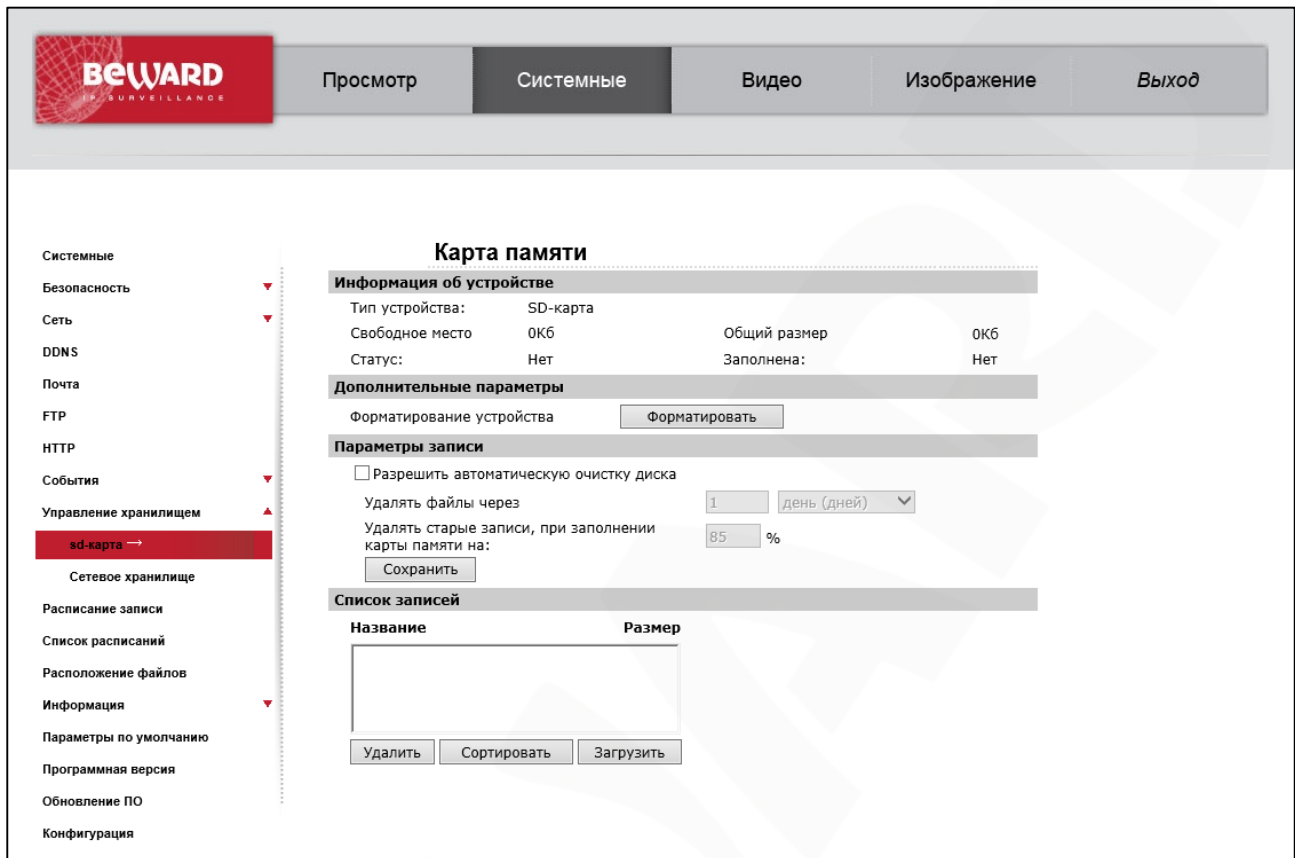 BEWARD
IP SURVEILLANCE
Просмотр
Системные
Видео
Изображение
Выход
Системные
Безопасность
Сеть
DDNS
Почта
FTP
HTTP
События
Управление хранилищем
sd-карта →
Сетевое хранилище
Расписание записи
Список расписаний
Расположение файлов
Информация
Параметры по умолчанию
Программная версия
Обновление ПО
Конфигурация
Карта памяти
Информация об устройстве
Тип устройства: SD-карта
Свободное место 0Кб Общий размер 0Кб
Статус: Нет Заполнена: Нет
Дополнительные параметры
Форматирование устройства Форматировать
Параметры записи
Разрешить автоматическую очистку диска
Удалять файлы через 1 день (дней)
Удалять старые записи, при заполнении
карты памяти на: 85 %
Сохранить
Список записей
Название Размер
Удалить Сортировать Загрузить